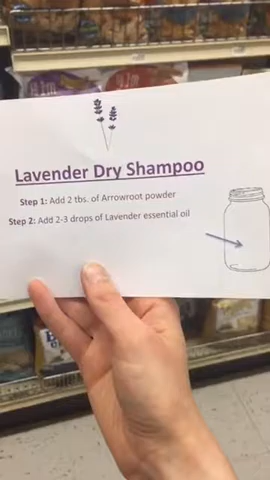 Lavender Dry Shampoo
Step 1: Add 2 tbs. of Arrowroot powder
Step 2: Add 2-3 drops of Lavender essential oil